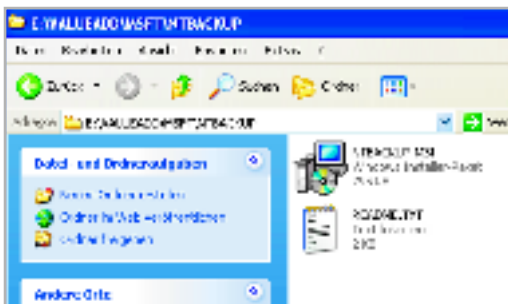 E:\VALUEADD\MSFT\NTBACKUP
Datei Bearbeiten Ansicht Favoriten Extras ?
Zurück Suchen Ordner
Adresse E:\VALUEADD\MSFT\NTBACKUP
Datei- und Ordneraufgaben
NTBACKUP.MSI
Windows Installer-Paket
Neuen Ordner erstellen
Ordner im Web veröffentlichen
Ordner freigeben
README.TXT
Textdokument
2 KB
Andere Orte